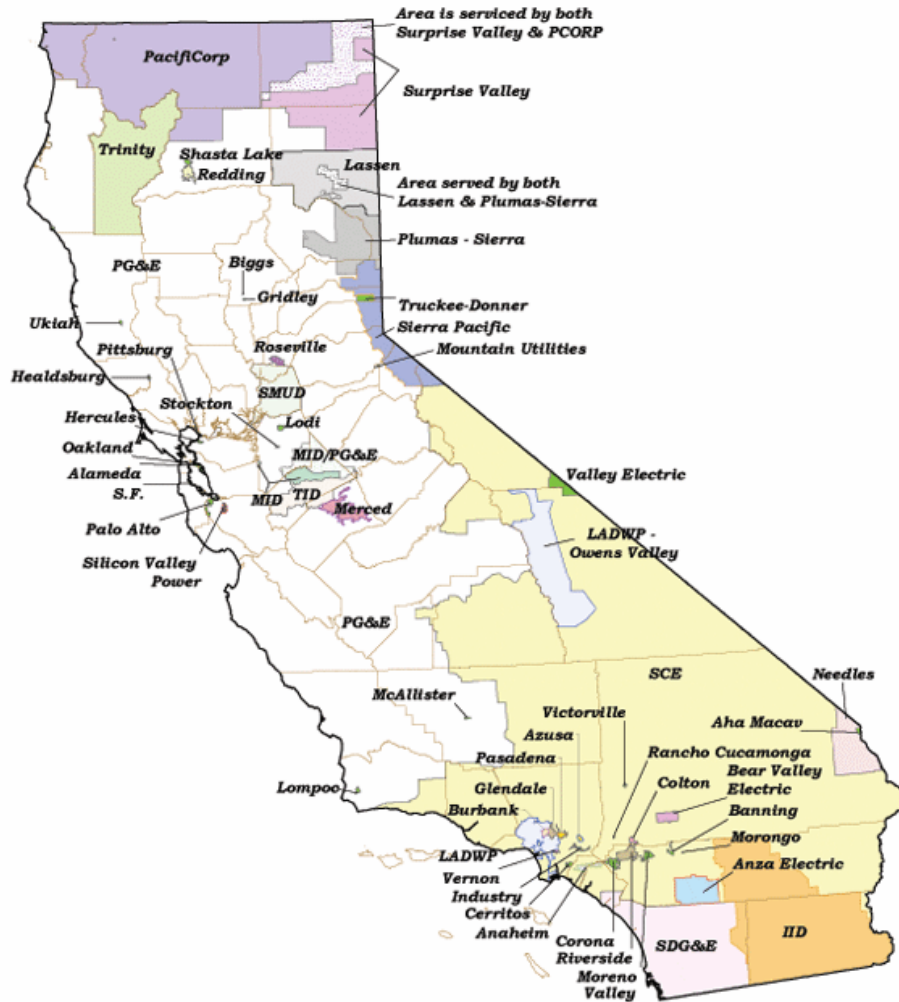 Area is serviced by both
Surprise Valley & PCORP
PacifiCorp
Surprise Valley
Trinity
Shasta Lake
Redding
Lassen
Area served by both
Lassen & Plumas-Sierra
Plumas - Sierra
PG&E
Biggs
Gridley
Truckee-Donner
Ukiah
Sierra Pacific
Pittsburg
Roseville
Mountain Utilities
Healdsburg
SMUD
Stockton
Hercules
Lodi
Oakland
MID/PG&E
Alameda
Valley Electric
S.F.
MID
TID
Merced
Palo Alto
LADWP -
Owens Valley
Silicon Valley
Power
PG&E
SCE
Needles
McAllister
Victorville
Aha Macav
Azusa
Rancho Cucamonga
Pasadena
Colton
Bear Valley
Electric
Lompoc
Glendale
Burbank
Banning
Morongo
LADWP
Anza Electric
Vernon
Industry
Cerritos
Anaheim
Corona
Riverside
Moreno
Valley
SDG&E
IID